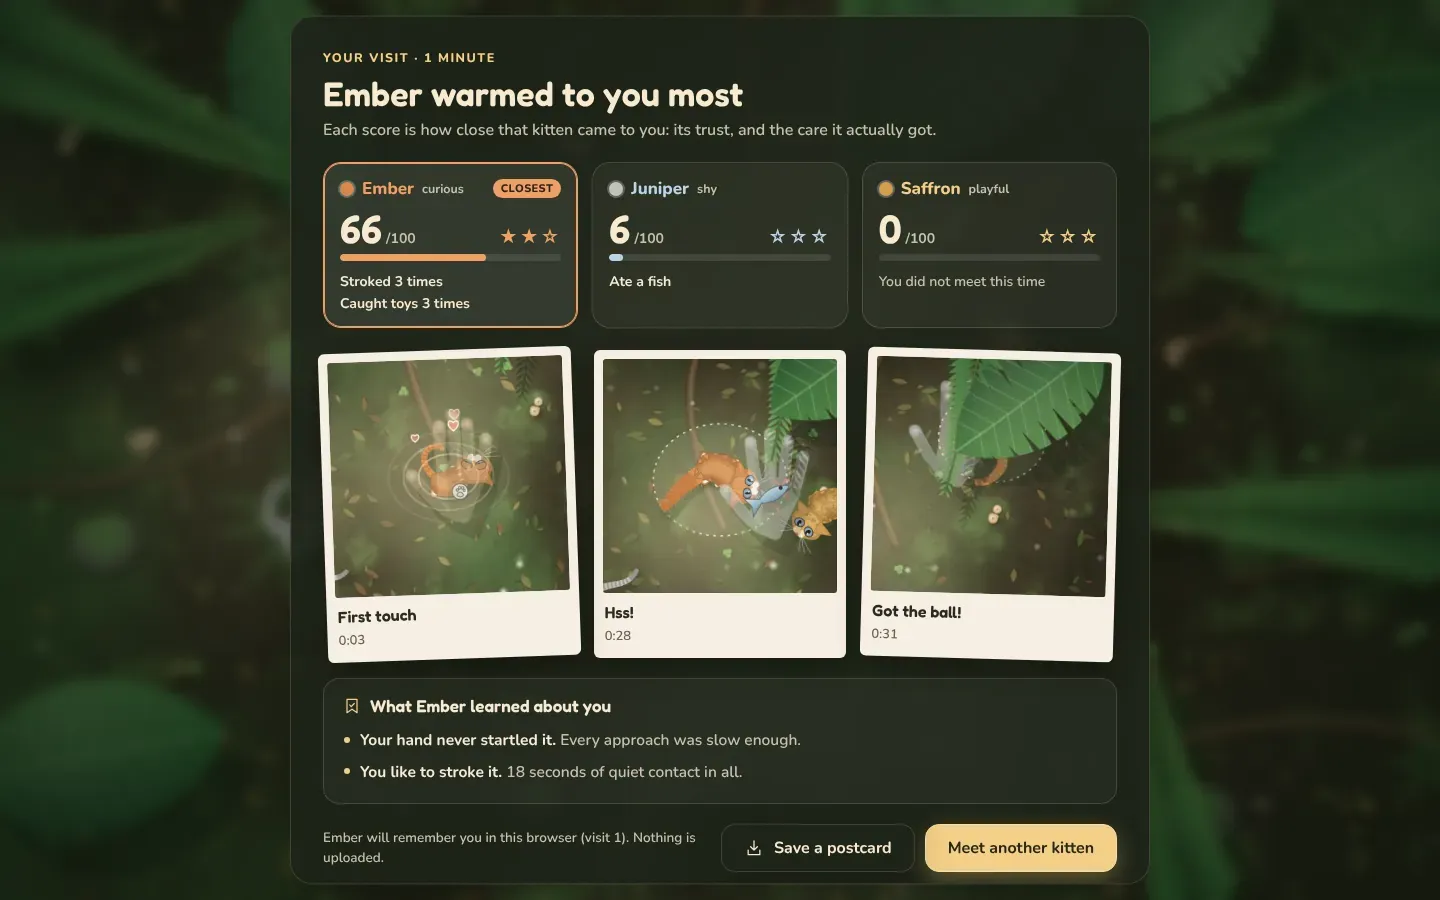 YOUR VISIT · 1 MINUTE
Ember warmed to you most
Each score is how close that kitten came to you: its trust, and the care it actually got.
Ember curious CLOSEST
66 /100 ★ ★ ☆
Stroked 3 times
Caught toys 3 times
Juniper shy
6 /100 ☆ ☆ ☆
Ate a fish
Saffron playful
0 /100 ☆ ☆ ☆
You did not meet this time
First touch
0:03
Hss!
0:28
Got the ball!
0:31
What Ember learned about you
• Your hand never startled it. Every approach was slow enough.
• You like to stroke it. 18 seconds of quiet contact in all.
Ember will remember you in this browser (visit 1). Nothing is
uploaded.
Save a postcard
Meet another kitten